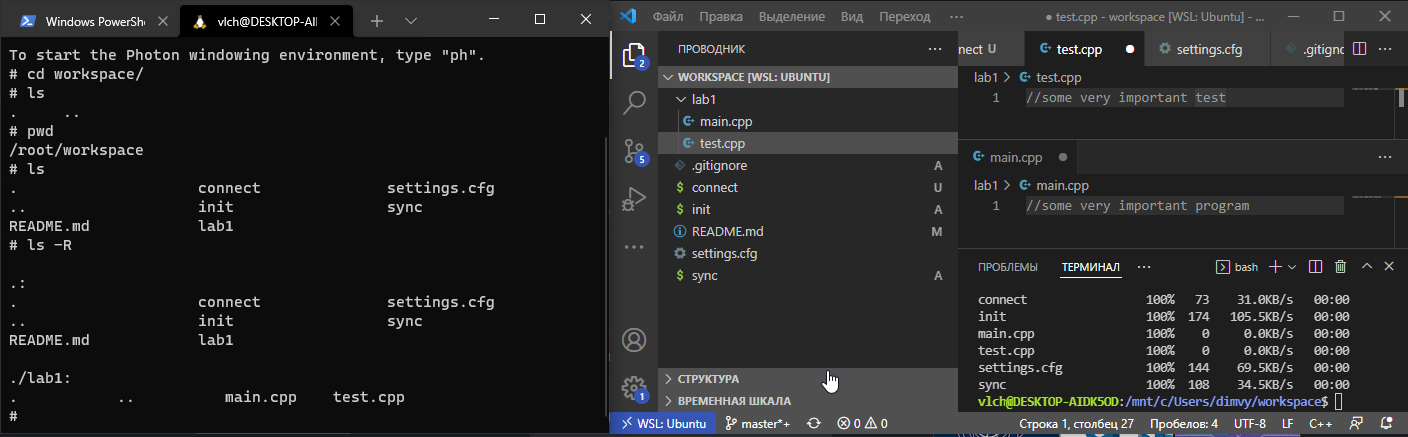 Windows PowerShe
vlch@DESKTOP-AID
To start the Photon windowing environment, type "ph".
# cd workspace/
# ls
. ..
# pwd
/root/workspace
# ls
. connect settings.cfg
.. init sync
README.md lab1
# ls -R
.:
. connect settings.cfg
.. init sync
README.md lab1
./lab1:
. .. main.cpp test.cpp
#
Файл Правка Выделение Вид Переход ··· ● test.cpp - workspace [WSL: Ubuntu] - ...
ПРОВОДНИК ···
WORKSPACE [WSL: UBUNTU]
lab1
main.cpp
test.cpp
.gitignore A
connect U
init A
README.md M
settings.cfg
sync A
СТРУКТУРА
ВРЕМЕННАЯ ШКАЛА
2
5
1
nect U test.cpp ● settings.cfg .gitignc
lab1 > test.cpp
1 //some very important test
main.cpp ● ···
lab1 > main.cpp
1 //some very important program
ПРОБЛЕМЫ ТЕРМИНАЛ ··· bash
connect 100% 73 31.0KB/s 00:00
init 100% 174 105.5KB/s 00:00
main.cpp 100% 0 0.0KB/s 00:00
test.cpp 100% 0 0.0KB/s 00:00
settings.cfg 100% 144 69.5KB/s 00:00
sync 100% 108 34.5KB/s 00:00
vlch@DESKTOP-AIDK5OD:/mnt/c/Users/dimvy/workspace$
WSL: Ubuntu master*+ 0 0 Строка 1, столбец 27 Пробелов: 4 UTF-8 LF C++